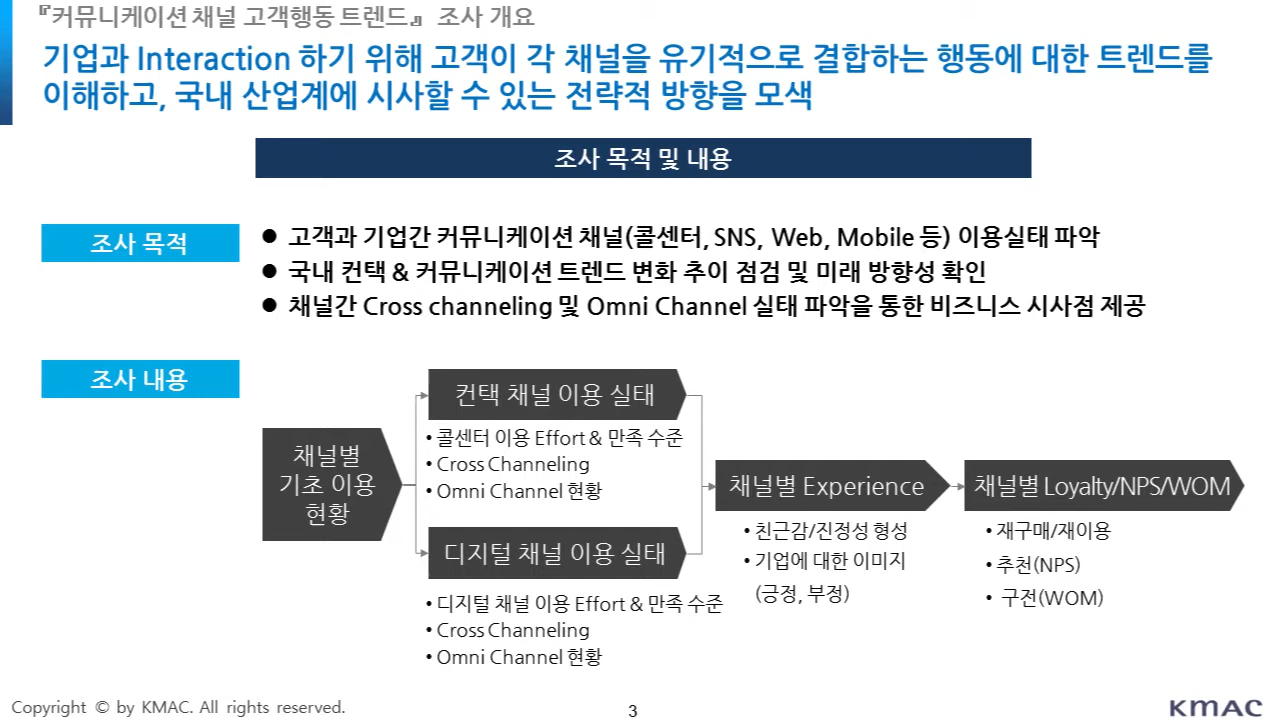 『커뮤니케이션 채널 고객행동 트렌드』 조사 개요
기업과 Interaction 하기 위해 고객이 각 채널을 유기적으로 결합하는 행동에 대한 트렌드를
이해하고, 국내 산업계에 시사할 수 있는 전략적 방향을 모색
조사 목적 및 내용
조사 목적
● 고객과 기업간 커뮤니케이션 채널(콜센터, SNS, Web, Mobile 등) 이용실태 파악
● 국내 컨택 & 커뮤니케이션 트렌드 변화 추이 점검 및 미래 방향성 확인
● 채널간 Cross channeling 및 Omni Channel 실태 파악을 통한 비즈니스 시사점 제공
조사 내용
채널별
기초 이용
현황
컨택 채널 이용 실태
• 콜센터 이용 Effort & 만족 수준
• Cross Channeling
• Omni Channel 현황
디지털 채널 이용 실태
• 디지털 채널 이용 Effort & 만족 수준
• Cross Channeling
• Omni Channel 현황
채널별 Experience
• 친근감/진정성 형성
• 기업에 대한 이미지
(긍정, 부정)
채널별 Loyalty/NPS/WOM
• 재구매/재이용
• 추천(NPS)
• 구전(WOM)
Copyright © by KMAC. All rights reserved.
3
KMAC